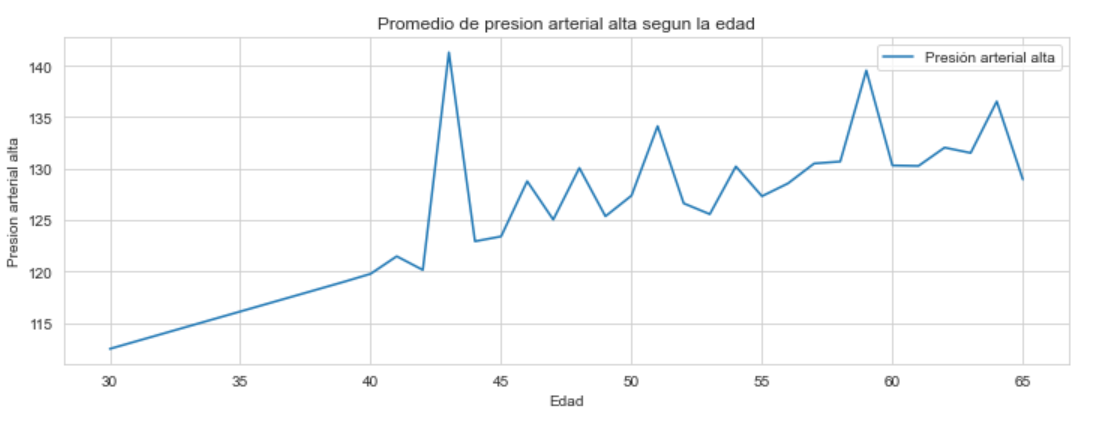 Promedio de presion arterial alta segun la edad
Presión arterial alta
Presion arterial alta
140
135
130
125
120
115
30 35 40 45 50 55 60 65
Edad